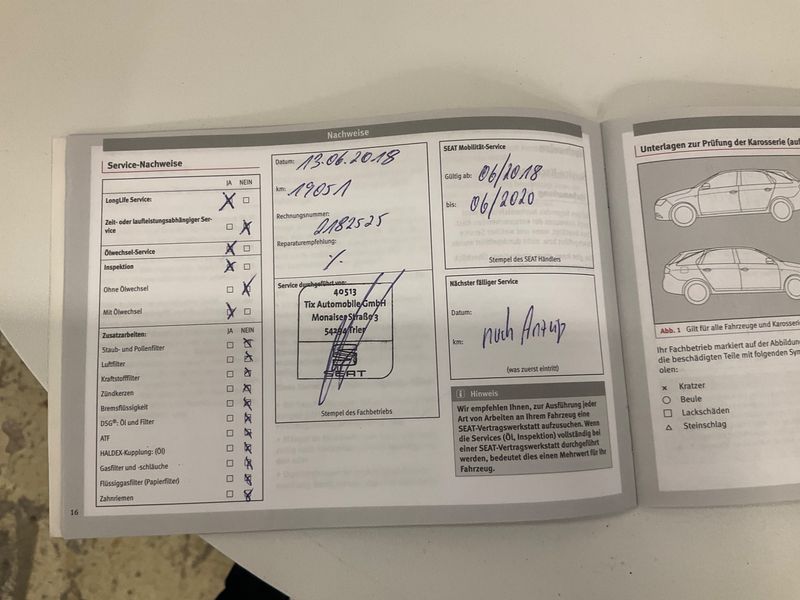 Nachweise
Service-Nachweise
JA NEIN
LongLife Service:
Zeit- oder laufleistungsabhängiger Ser-
vice
Ölwechsel-Service
Inspektion
Ohne Ölwechsel
Mit Ölwechsel
Zusatzarbeiten: JA NEIN
Staub- und Pollenfilter
Luftfilter
Kraftstofffilter
Zündkerzen
Bremsflüssigkeit
DSG®: Öl und Filter
ATF
HALDEX-Kupplung: (Öl)
Gasfilter und -schläuche
Flüssiggasfilter (Papierfilter)
Zahnriemen
16
Datum: 13.06.2018
km: 19051
Rechnungsnummer:
2182525
Reparaturempfehlung:
Service durchgeführt von:
40513
Tix Automobile GmbH
Monaiser Straße 3
54294 Trier
SEAT
Stempel des Fachbetriebs
SEAT Mobilität-Service
Gültig ab: 06/2018
bis: 06/2020
Stempel des SEAT Händlers
Nächster fälliger Service
Datum:
km: nach
(was zuerst eintritt)
Hinweis
Wir empfehlen Ihnen, zur Ausführung jeder
Art von Arbeiten an Ihrem Fahrzeug eine
SEAT-Vertragswerkstatt aufzusuchen. Wenn
die Services (Öl, Inspektion) vollständig bei
einer SEAT-Vertragswerkstatt durchgeführt
werden, bedeutet dies einen Mehrwert für Ihr
Fahrzeug.
Unterlagen zur Prüfung der Karosserie (auf
Abb. 1 Gilt für alle Fahrzeuge und Karosserie
Ihr Fachbetrieb markiert auf der Abbildung
die beschädigten Teile mit folgenden Sym
olen:
Kratzer
Beule
Lackschäden
Steinschlag